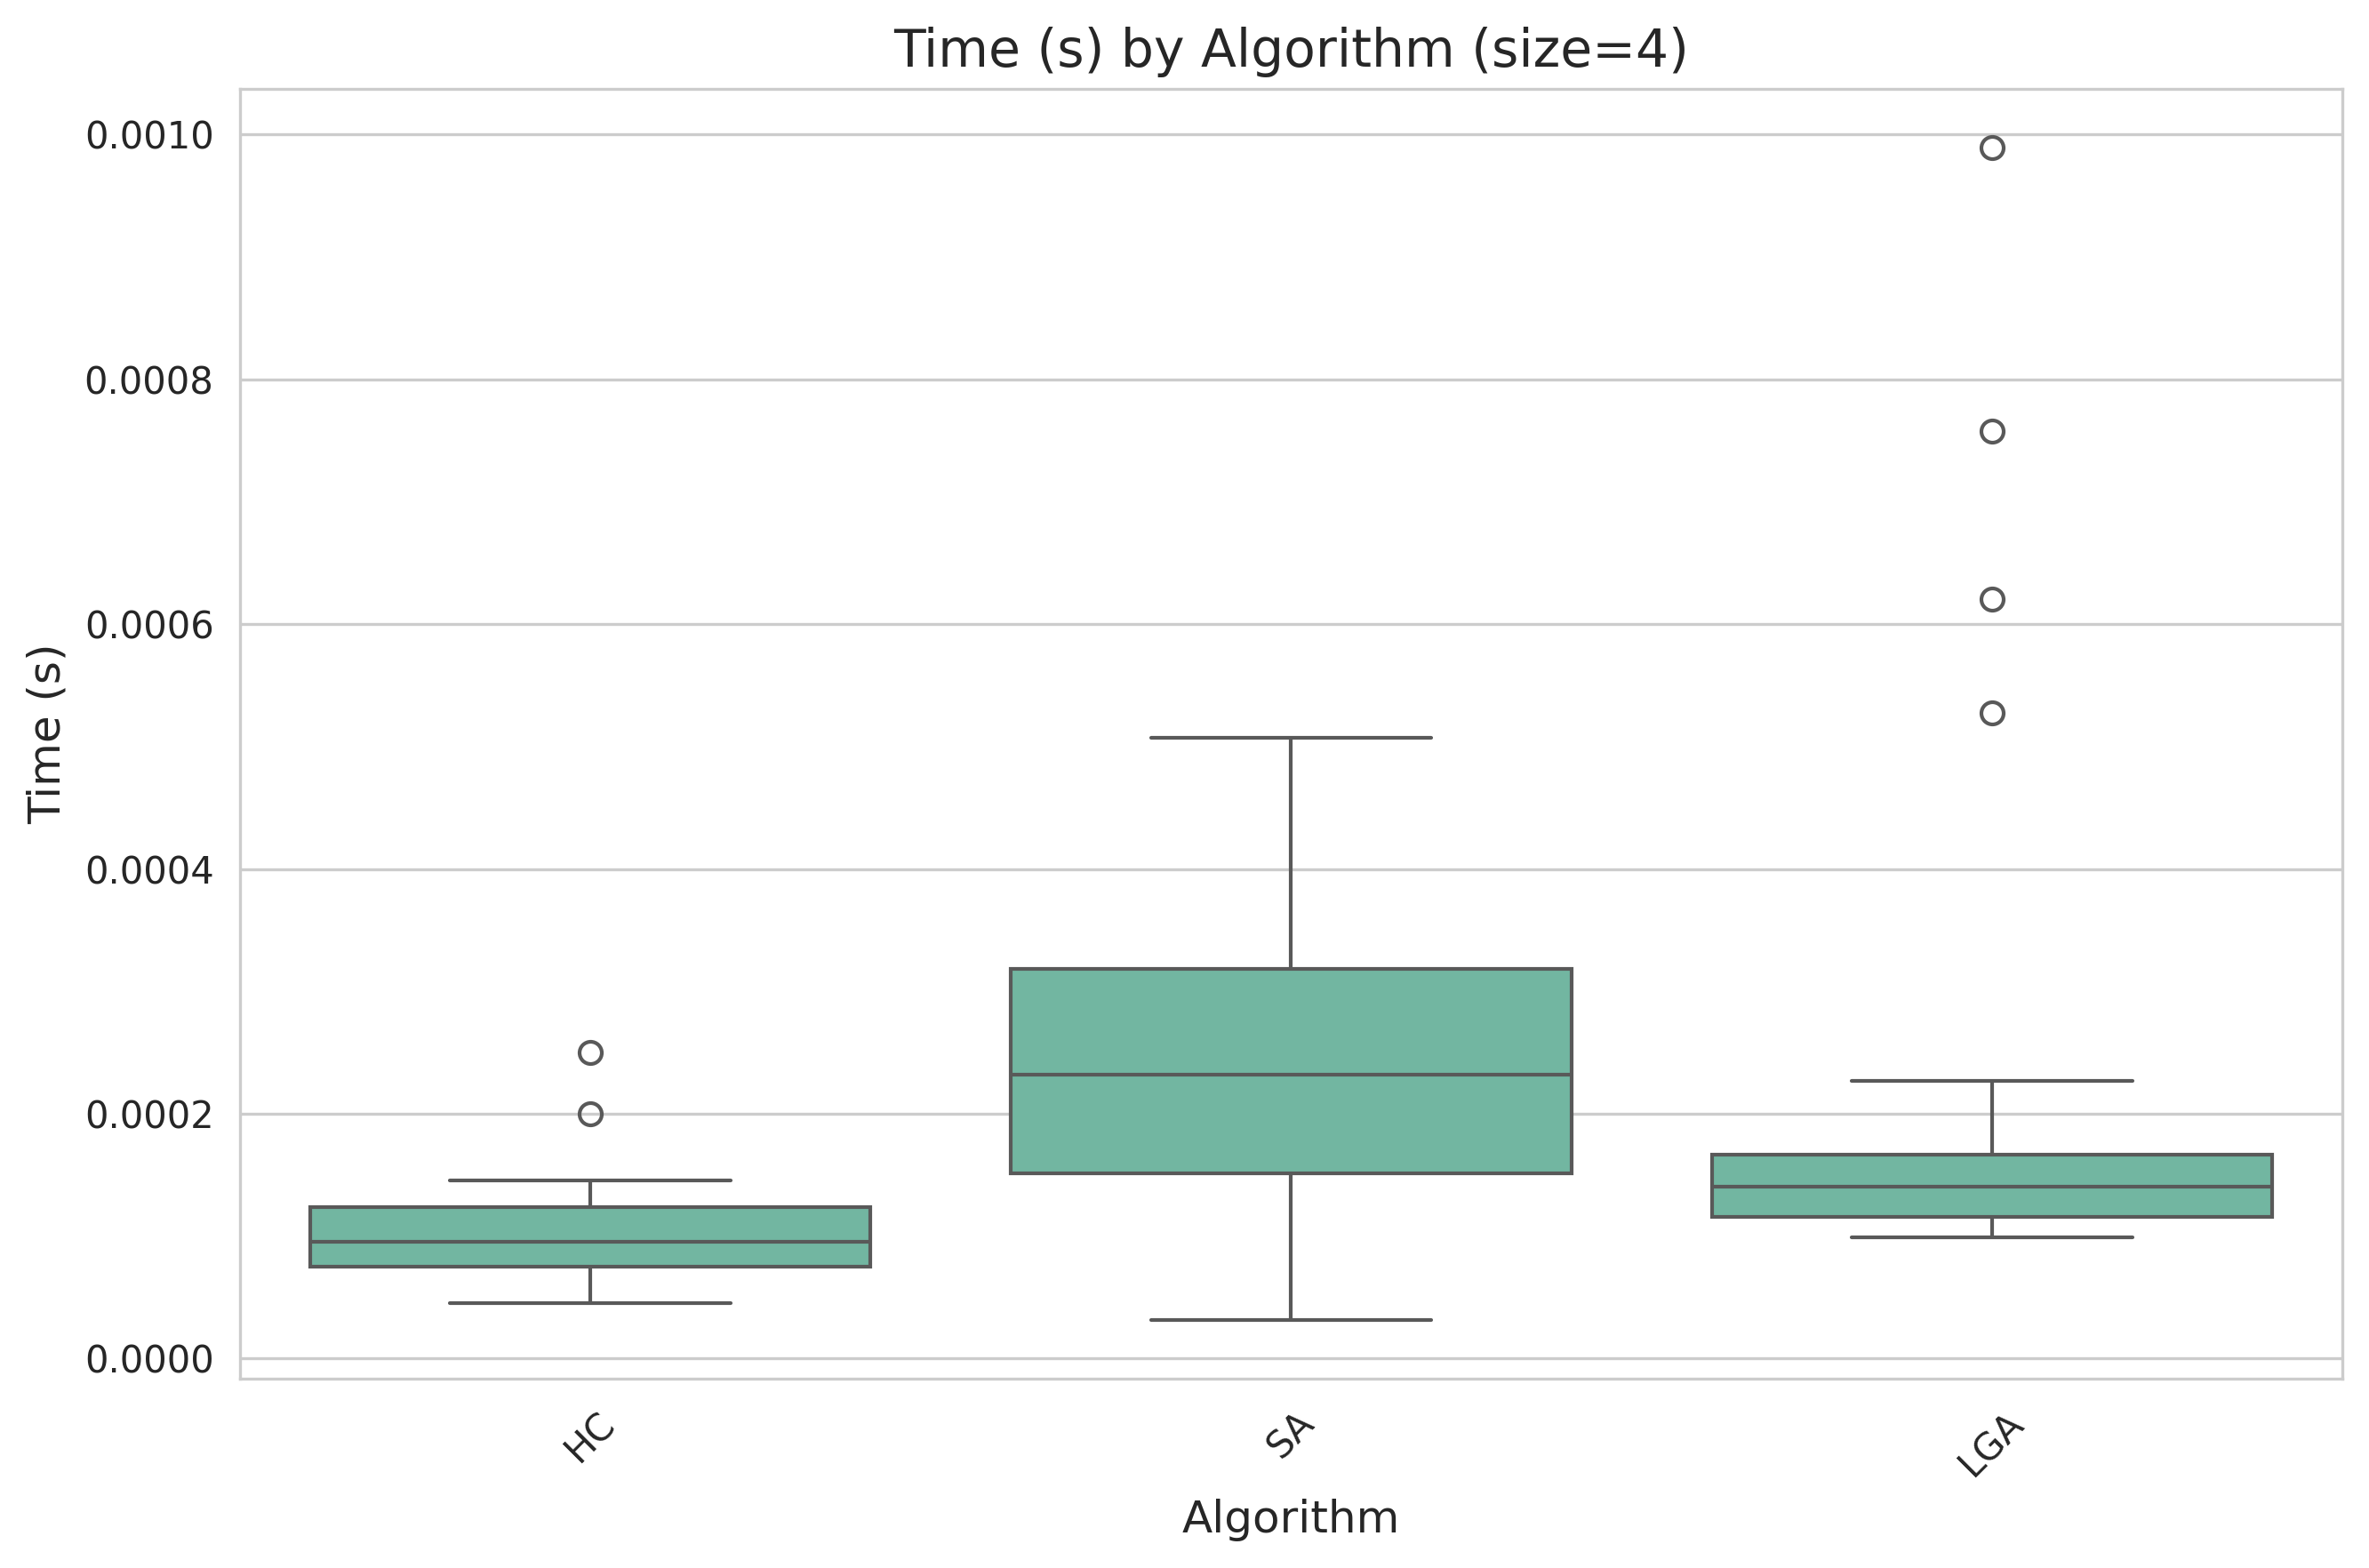 Time (s) by Algorithm (size=4)
Time (s)
0.0010
0.0008
0.0006
0.0004
0.0002
0.0000
HC
SA
LGA
Algorithm